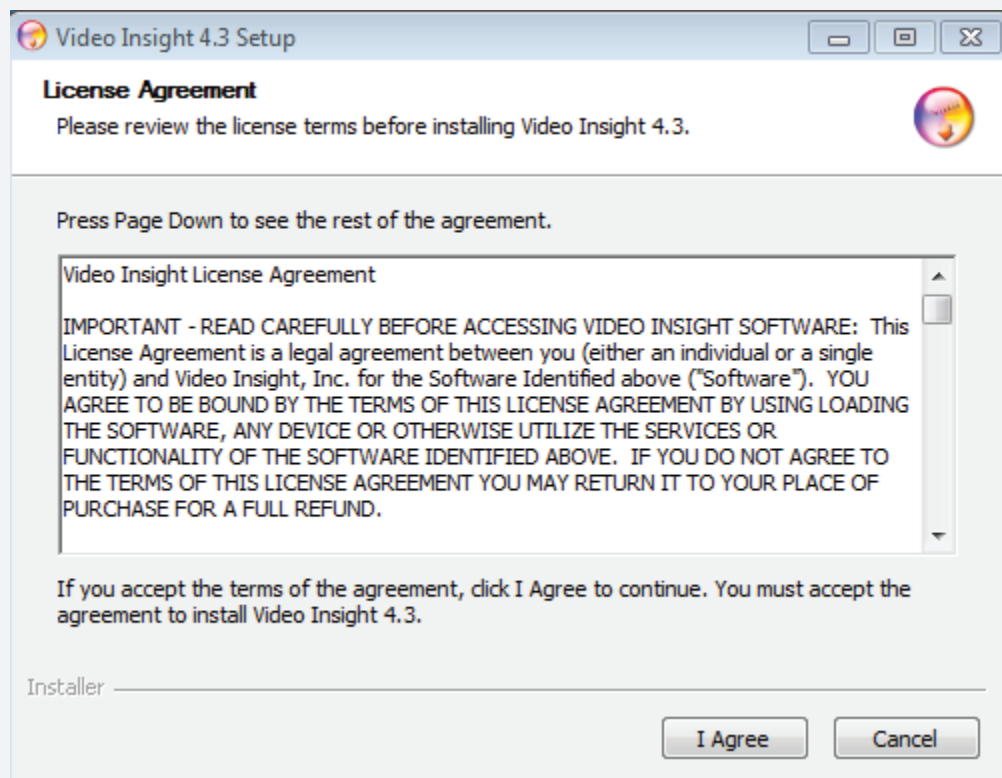 Video Insight 4.3 Setup
License Agreement
Please review the license terms before installing Video Insight 4.3.
Press Page Down to see the rest of the agreement.
Video Insight License Agreement
IMPORTANT - READ CAREFULLY BEFORE ACCESSING VIDEO INSIGHT SOFTWARE:  This
License Agreement is a legal agreement between you (either an individual or a single
entity) and Video Insight, Inc. for the Software Identified above ("Software").  YOU
AGREE TO BE BOUND BY THE TERMS OF THIS LICENSE AGREEMENT BY USING LOADING
THE SOFTWARE, ANY DEVICE OR OTHERWISE UTILIZE THE SERVICES OR
FUNCTIONALITY OF THE SOFTWARE IDENTIFIED ABOVE.  IF YOU DO NOT AGREE TO
THE TERMS OF THIS LICENSE AGREEMENT YOU MAY RETURN IT TO YOUR PLACE OF
PURCHASE FOR A FULL REFUND.
If you accept the terms of the agreement, click I Agree to continue. You must accept the
agreement to install Video Insight 4.3.
Installer
I Agree
Cancel